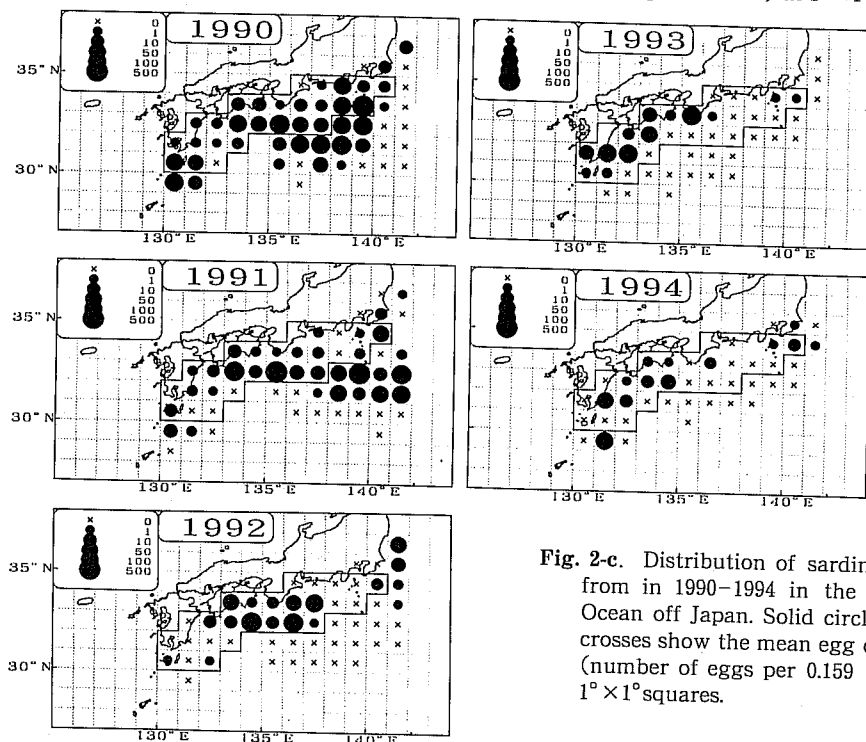 1990
0
1
10
50
100
500
35°N
30°N
130°E 135°E 140°E
1993
0
1
10
50
100
500
35°N
30°N
130°E 135°E 140°E
1991
0
1
10
50
100
500
35°N
30°N
130°E 135°E 140°E
1994
0
1
10
50
100
500
35°N
30°N
130°E 135°E 140°E
1992
0
1
10
50
100
500
35°N
30°N
130°E 135°E 140°E
Fig. 2-c. Distribution of sardin
from in 1990-1994 in the
Ocean off Japan. Solid circl
crosses show the mean egg
(number of eggs per 0.159
1°×1°squares.